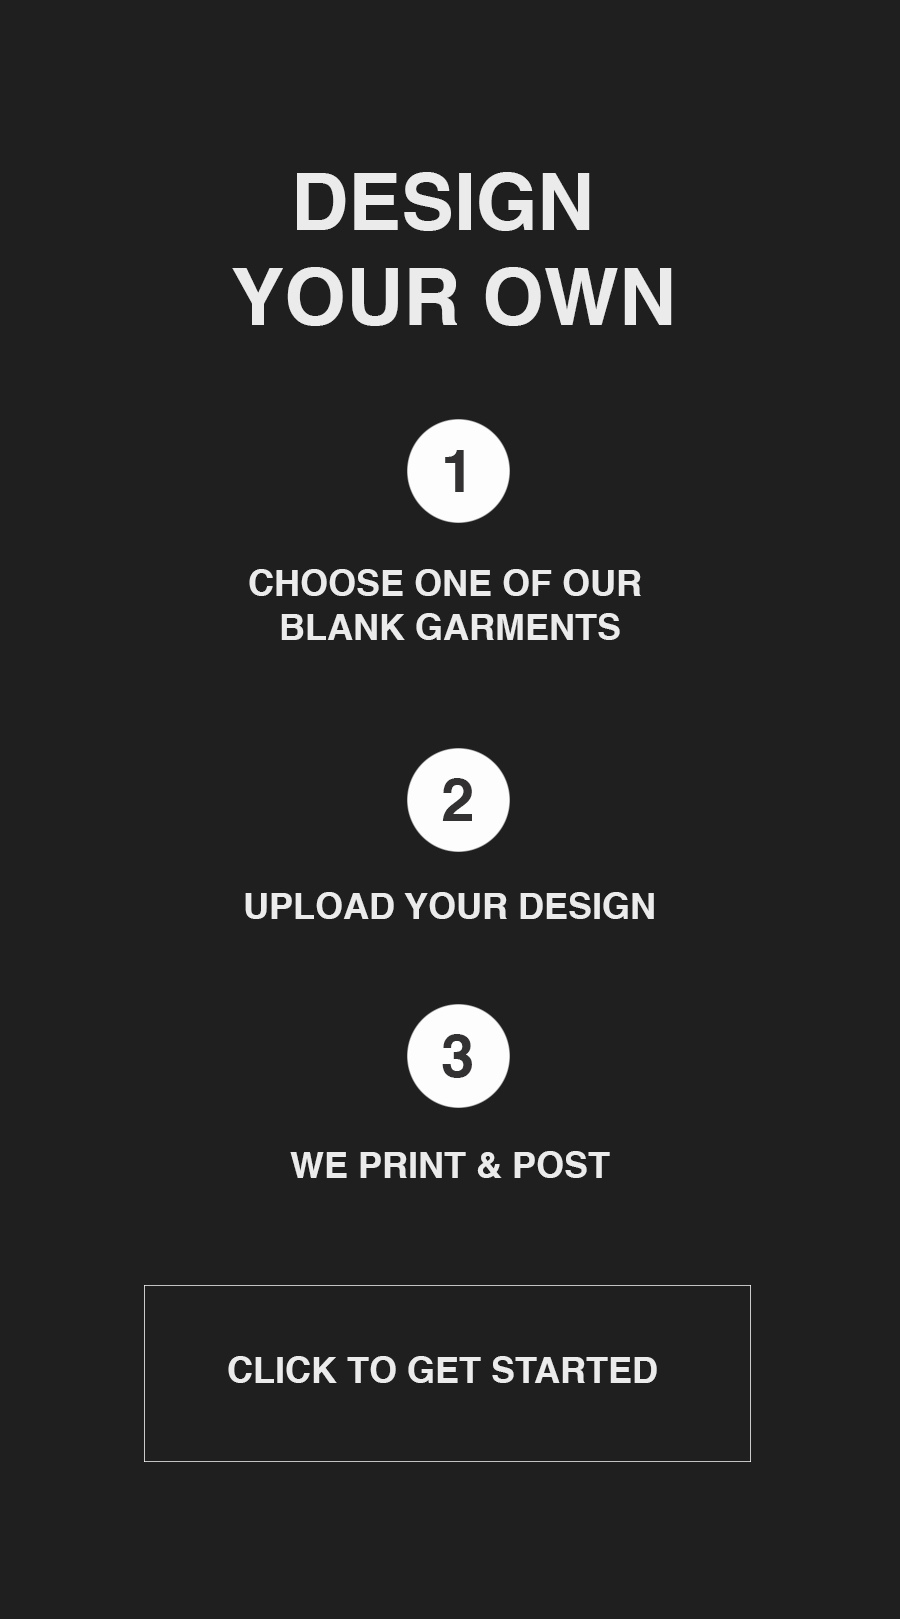 DESIGN
YOUR OWN
1
CHOOSE ONE OF OUR
BLANK GARMENTS
2
UPLOAD YOUR DESIGN
3
WE PRINT & POST
CLICK TO GET STARTED